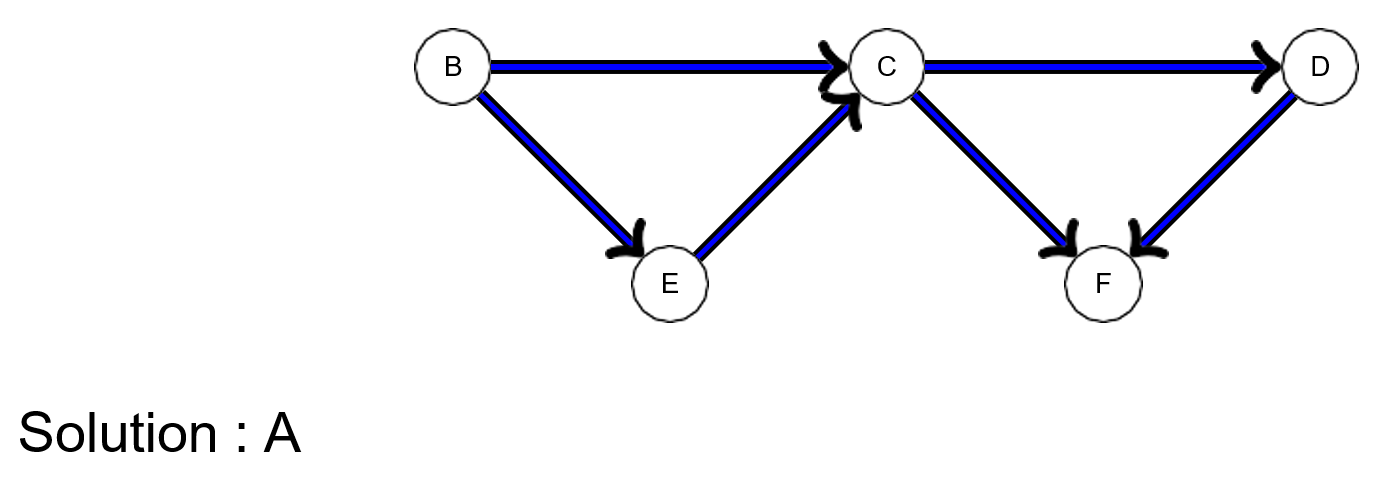 B C D
E F
Solution : A